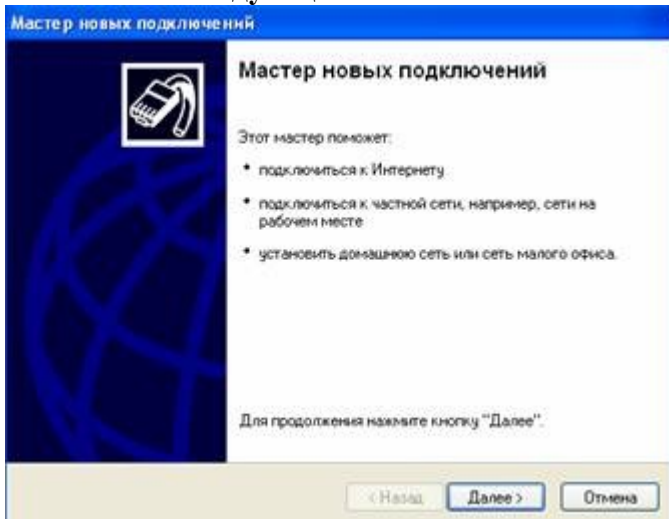 Мастер новых подключений
Мастер новых подключений
Этот мастер поможет:
• подключиться к Интернету
• подключиться к частной сети, например, сети на
рабочем месте
• установить домашнюю сеть или сеть малого офиса.
Для продолжения нажмите кнопку "Далее".
< Назад Далее > Отмена